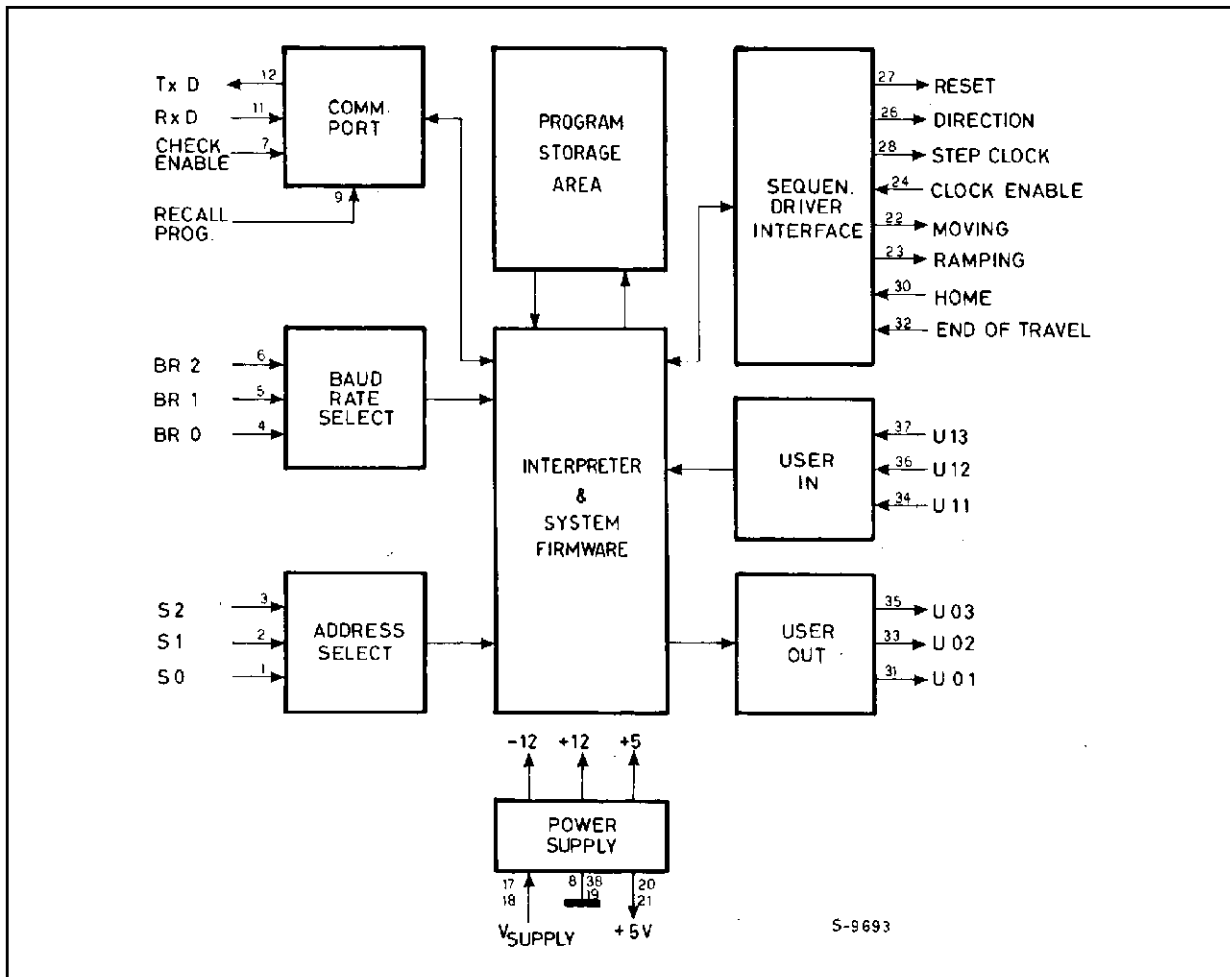 Tx D
12
RxD
11
CHECK
ENABLE
7
RECALL
PROG.
9
COMM.
PORT
PROGRAM
STORAGE
AREA
SEQUEN.
DRIVER
INTERFACE
27
RESET
26
DIRECTION
28
STEP CLOCK
24
CLOCK ENABLE
22
MOVING
23
RAMPING
30
HOME
32
END OF TRAVEL
BR 2
6
BR 1
5
BR 0
4
BAUD
RATE
SELECT
INTERPRETER
&
SYSTEM
FIRMWARE
USER
IN
37
U13
36
U12
34
U11
S2
3
S1
2
S0
1
ADDRESS
SELECT
USER
OUT
35
U03
33
U02
31
U01
-12
+12
+5
POWER
SUPPLY
17
18
8
38
19
20
21
VSUPPLY
+5V
S-9693